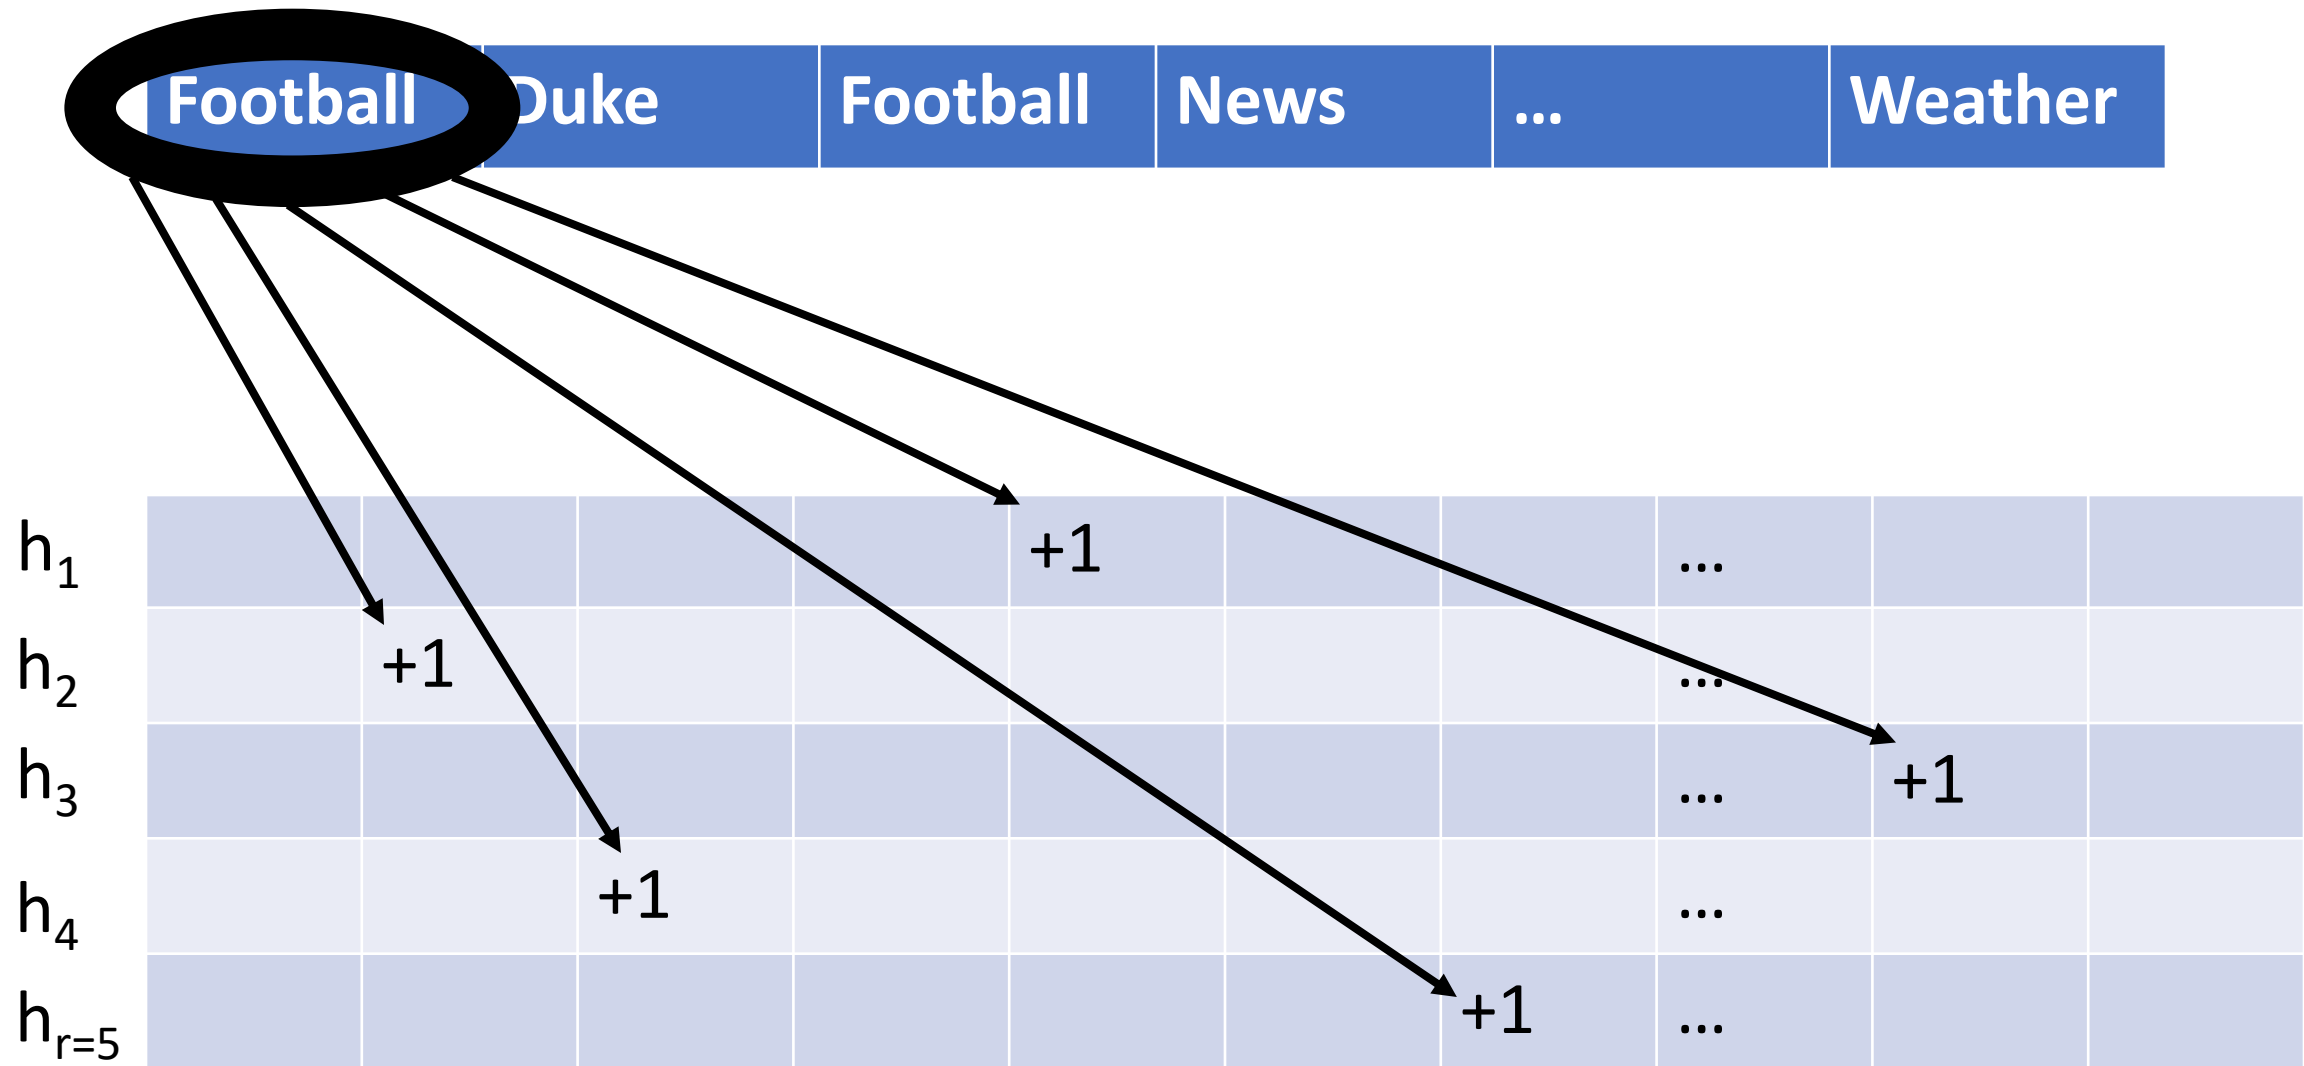 Football Duke Football News ... Weather
h1 +1 ...
h2 +1 ...
h3 ... +1
h4 +1 ...
hr=5 +1 ...